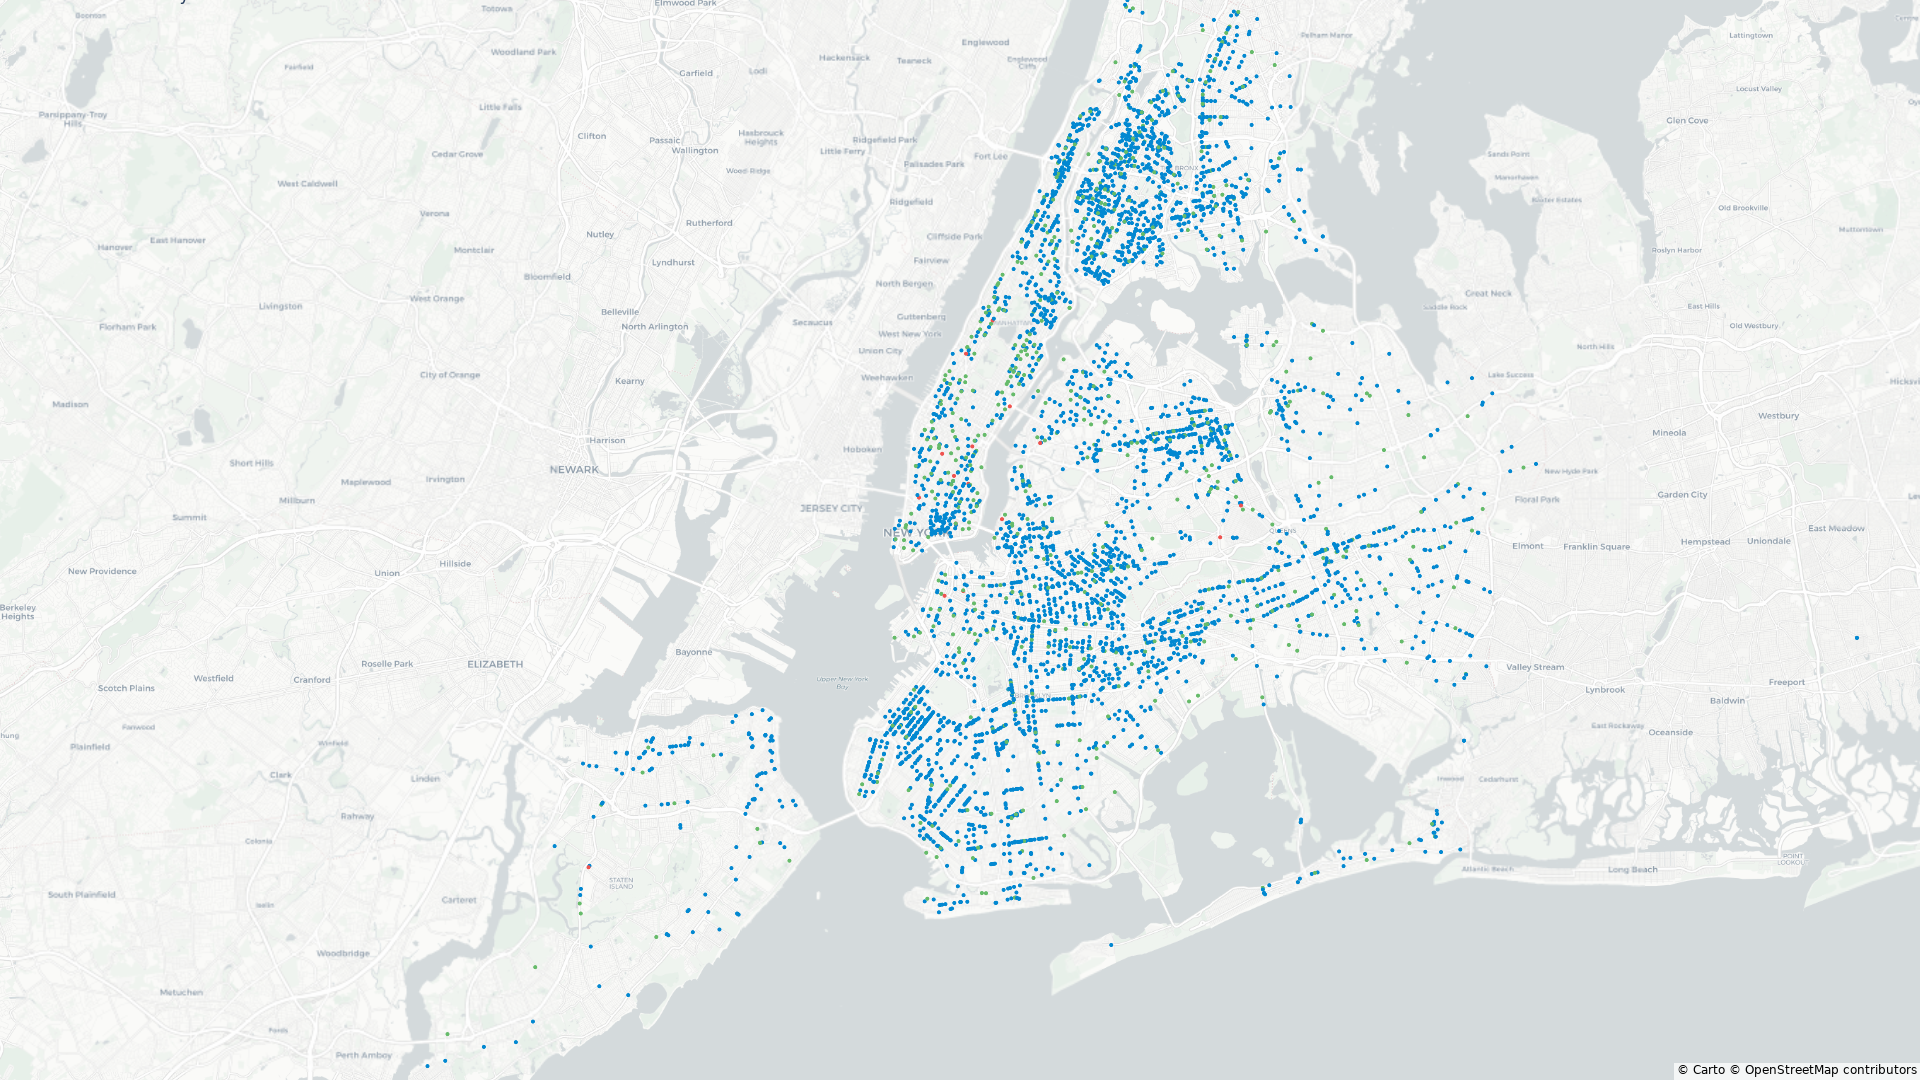 Boonton
Totowa
Elmwood Park
Woodland Park
Fairfield
Garfield
Lodi
Hackensack
Teaneck
Englewood
Englewood
Cliffs
Pelham Manor
Lattingtown
Locust Valley
Glen Cove
Parsippany-Troy
Hills
Little Falls
Clifton
Passaic
Wallington
Hasbrouck
Heights
Ridgefield Park
Little Ferry
Palisades Park
Fort Lee
Cedar Grove
Wood Ridge
BRONX
Sands Point
Manorhaven
Baxter Estates
Old Brookville
Muttontown
West Caldwell
Verona
Ridgefield
Rutherford
Nutley
Cliffside Park
East Hanover
Hanover
Montclair
Lyndhurst
Fairview
Roslyn Harbor
Bloomfield
North Bergen
Great Neck
Saddle Rock
East Hills
Old Westbury
Livingston
West Orange
Belleville
North Arlington
Secaucus
Guttenberg
West New York
MANHATTAN
Florham Park
Union City
North Hills
Lake Success
City of Orange
Kearny
Weehawken
Madison
Westbury
Harrison
Hoboken
Mineola
NEWARK
Short Hills
Maplewood
Irvington
New Hyde Park
Millburn
Garden City
Floral Park
Summit
JERSEY CITY
NEW YORK
QUEENS
East Meadow
Elmont
Franklin Square
Hempstead
Uniondale
New Providence
Union
Hillside
Berkeley
Heights
Bayonne
ELIZABETH
Roselle Park
Westfield
Cranford
Scotch Plains
Upper New York
Bay
Valley Stream
Lynbrook
Freeport
Baldwin
BROOKLYN
Fanwood
East Rockaway
Oceanside
Plainfield
Winfield
Clark
Linden
Inwood
Cedarhurst
Rahway
Colonia
South Plainfield
Iselin
Carteret
STATEN
ISLAND
Atlantic Beach
Long Beach
POINT
LOOKOUT
Woodbridge
Metuchen
Fords
Perth Amboy
© Carto © OpenStreetMap contributors